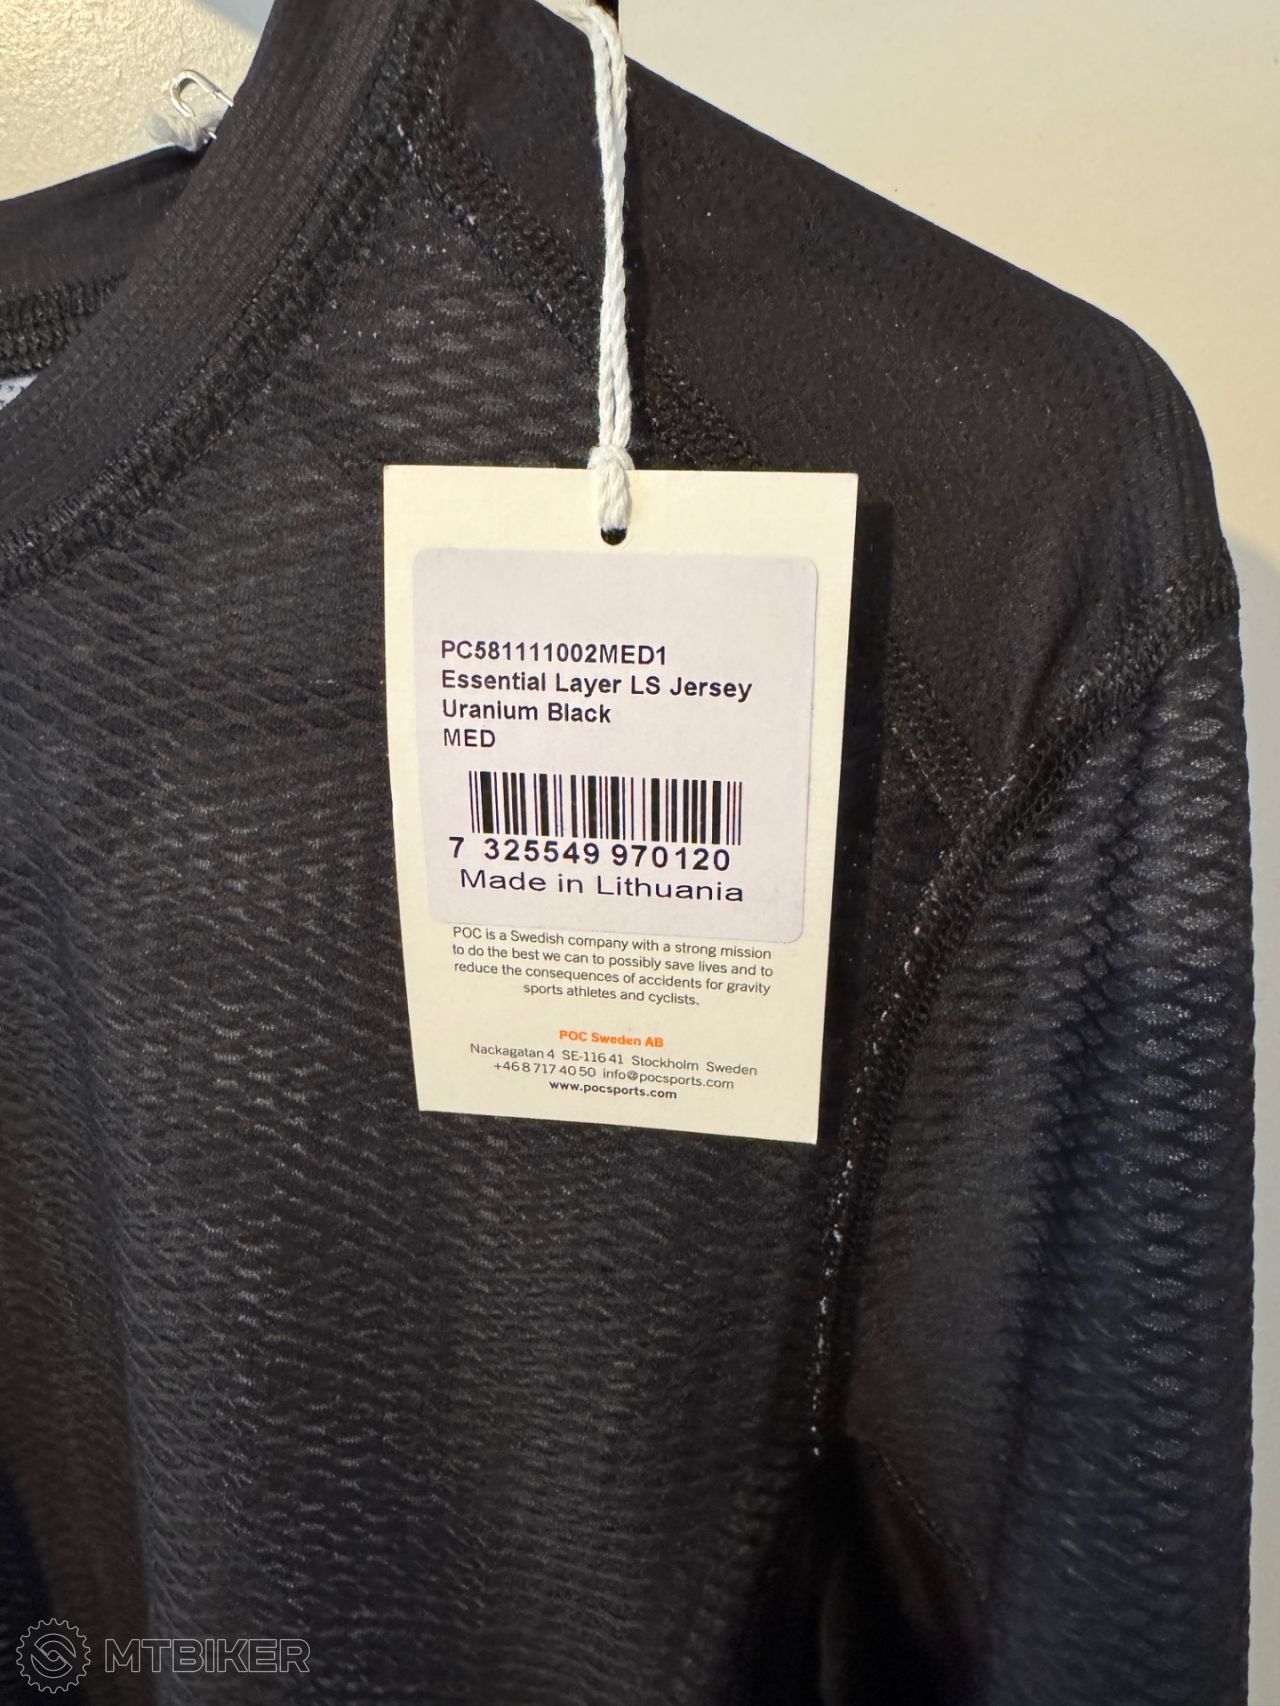 PC581111002MED1
Essential Layer LS Jersey
Uranium Black
MED
7 325549 970120
Made in Lithuania
POC is a Swedish company with a strong mission
to do the best we can to possibly save lives and to
reduce the consequences of accidents for gravity
sports athletes and cyclists.
POC Sweden AB
Nackagatan 4 SE-116 41 Stockholm Sweden
+46 8 717 40 50 info@pocsports.com
www.pocsports.com
MTBIKER